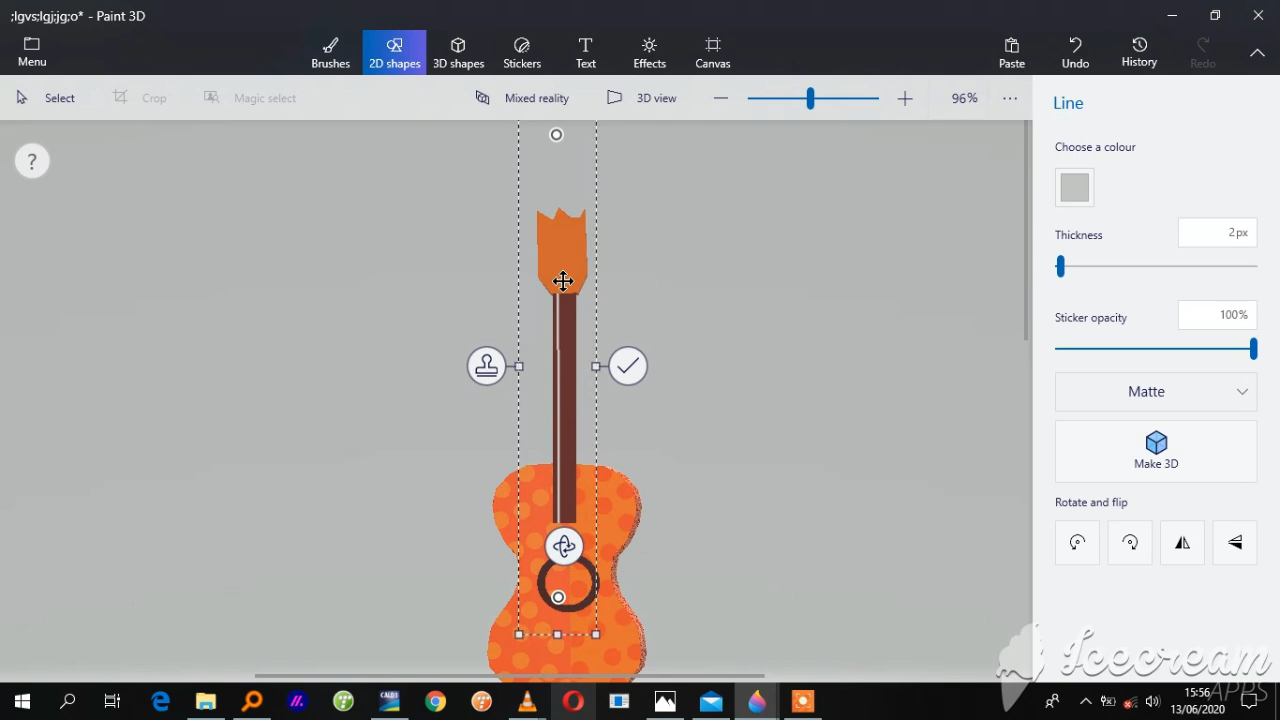 ;lgvs;lgj;jg;o* - Paint 3D
Menu
Brushes
2D shapes
3D shapes
Stickers
Text
Effects
Canvas
Paste
Undo
History
Redo
Select
Crop
Magic select
Mixed reality
3D view
96%
Line
?
Choose a colour
Thickness
2px
Sticker opacity
100%
Matte
Make 3D
Rotate and flip
Icecream
APPS
CALDI
15:56
13/06/2020